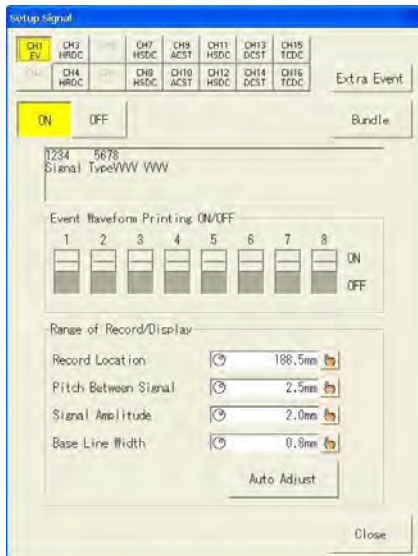 Setup Signal
CH1 CH3 CH7 CH9 CH11 CH13 CH15
EV HRDC HSDC ACST HSDC DCST TCDC
CH4 CH8 CH10 CH12 CH14 CH16
HRDC HSDC ACST HSDC DCST TCDC
Extra Event
ON OFF Bundle
1234 5678
Signal TypeVVVV VVVV
Event Waveform Printing ON/OFF
1 2 3 4 5 6 7 8
ON
OFF
Range of Record/Display
Record Location 188.5mm
Pitch Between Signal 2.5mm
Signal Amplitude 2.0mm
Base Line Width 0.8mm
Auto Adjust
Close